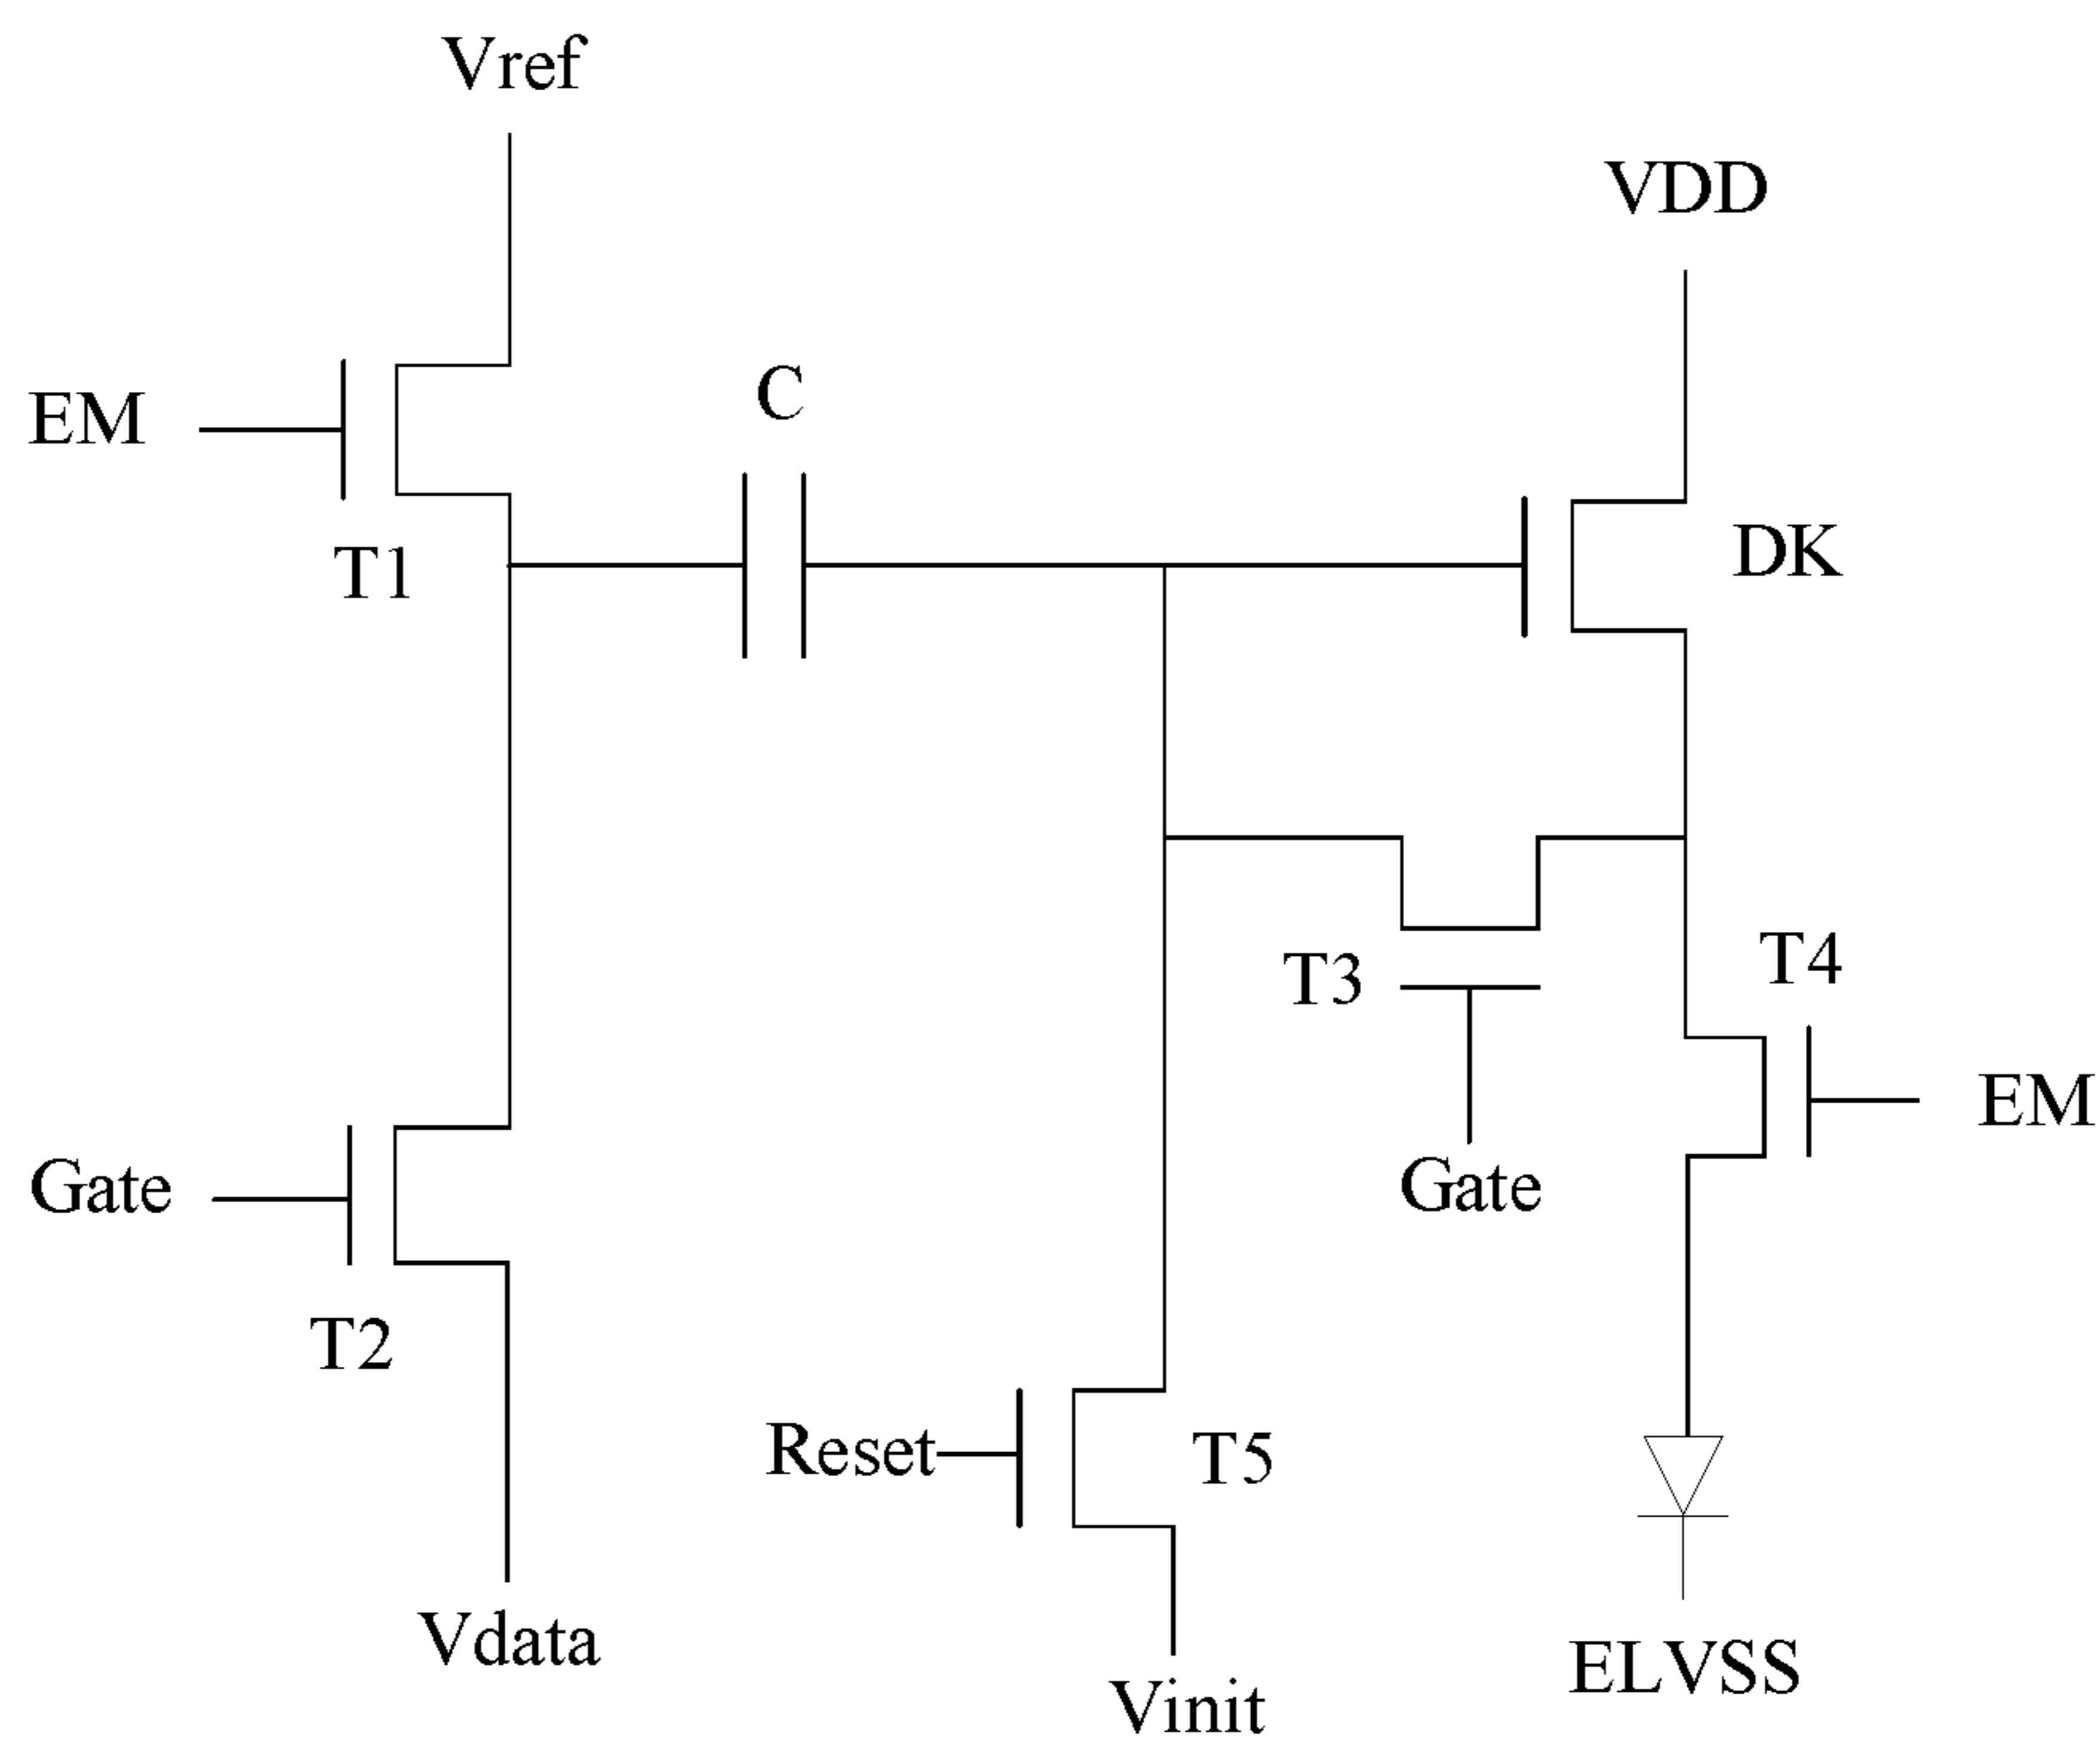 Vref
VDD
C
EM
DK
T1
T3
T4
EM
Gate
Gate
T2
Reset
T5
Vdata
ELVSS
Vinit